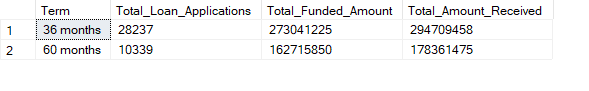 Term Total_Loan_Applications Total_Funded_Amount Total_Amount_Received
1 36 months 28237 273041225 294709458
2 60 months 10339 162715850 178361475